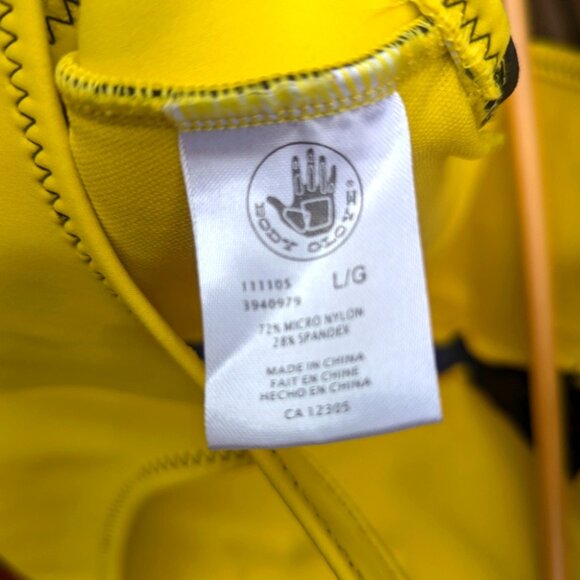 BODY GLOVE
®
111105
L/G
3940979
72% MICRO NYLON
28% SPANDEX
MADE IN CHINA
FAIT EN CHINE
HECHO EN CHINA
CA 12305